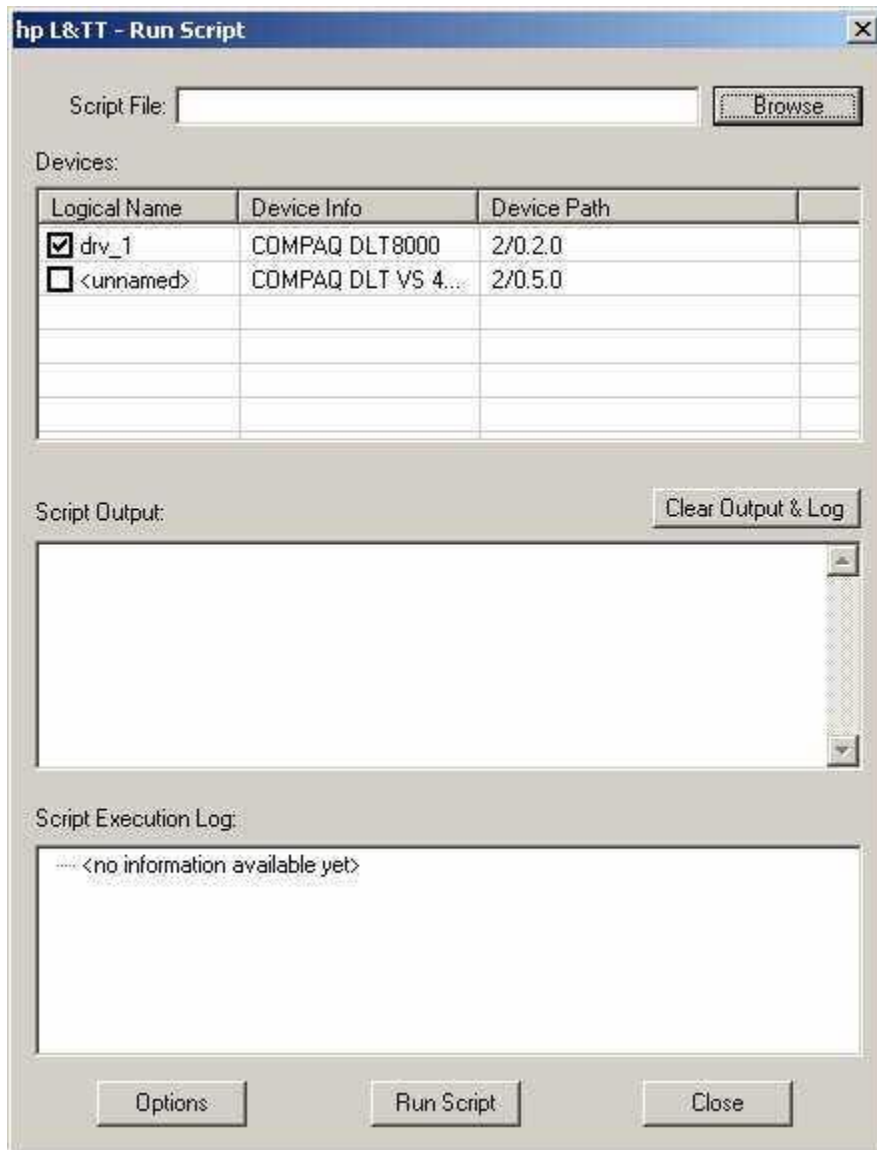 hp L&TT - Run Script
Script File:
Browse
Devices:
Logical Name Device Info Device Path
drv_1 COMPAQ DLT8000 2/0.2.0
<unnamed> COMPAQ DLT VS 4... 2/0.5.0
Script Output:
Clear Output & Log
Script Execution Log:
<no information available yet>
Options Run Script Close